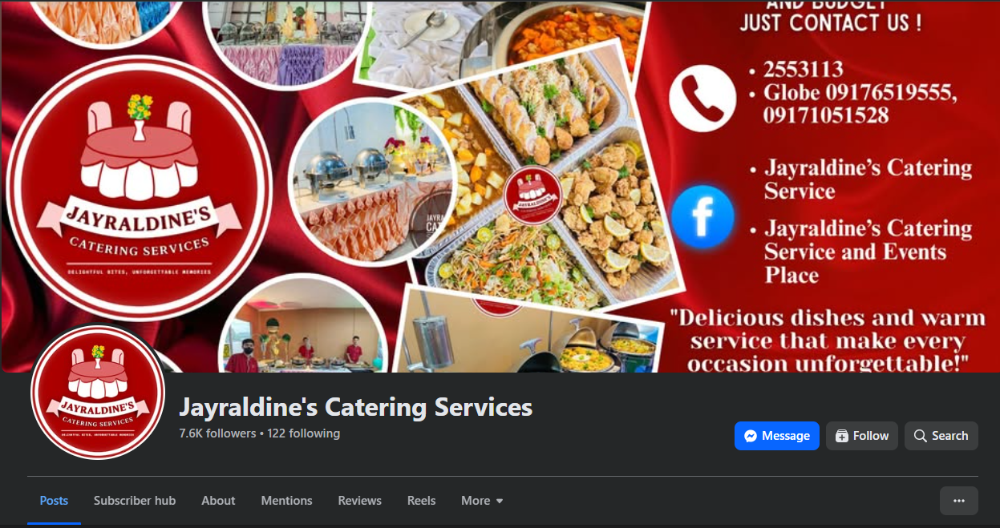 AND BUDGET
JUST CONTACT US !
• 2553113
• Globe 09176519555,
09171051528
• Jayraldine’s Catering
Service
• Jayraldine’s Catering
Service and Events
Place
"Delicious dishes and warm
service that make every
occasion unforgettable!"
JAYRALDINE'S
CATERING SERVICES
DELIGHTFUL BITES, UNFORGETTABLE MEMORIES
JAYRALDINE'S
JAYRA
CAT
JAYRALDINE'S
CATERING SERVICES
DELIGHTFUL BITES, UNFORGETTABLE MEMORIES
Jayraldine's Catering Services
7.6K followers • 122 following
Message
Follow
Search
Posts
Subscriber hub
About
Mentions
Reviews
Reels
More